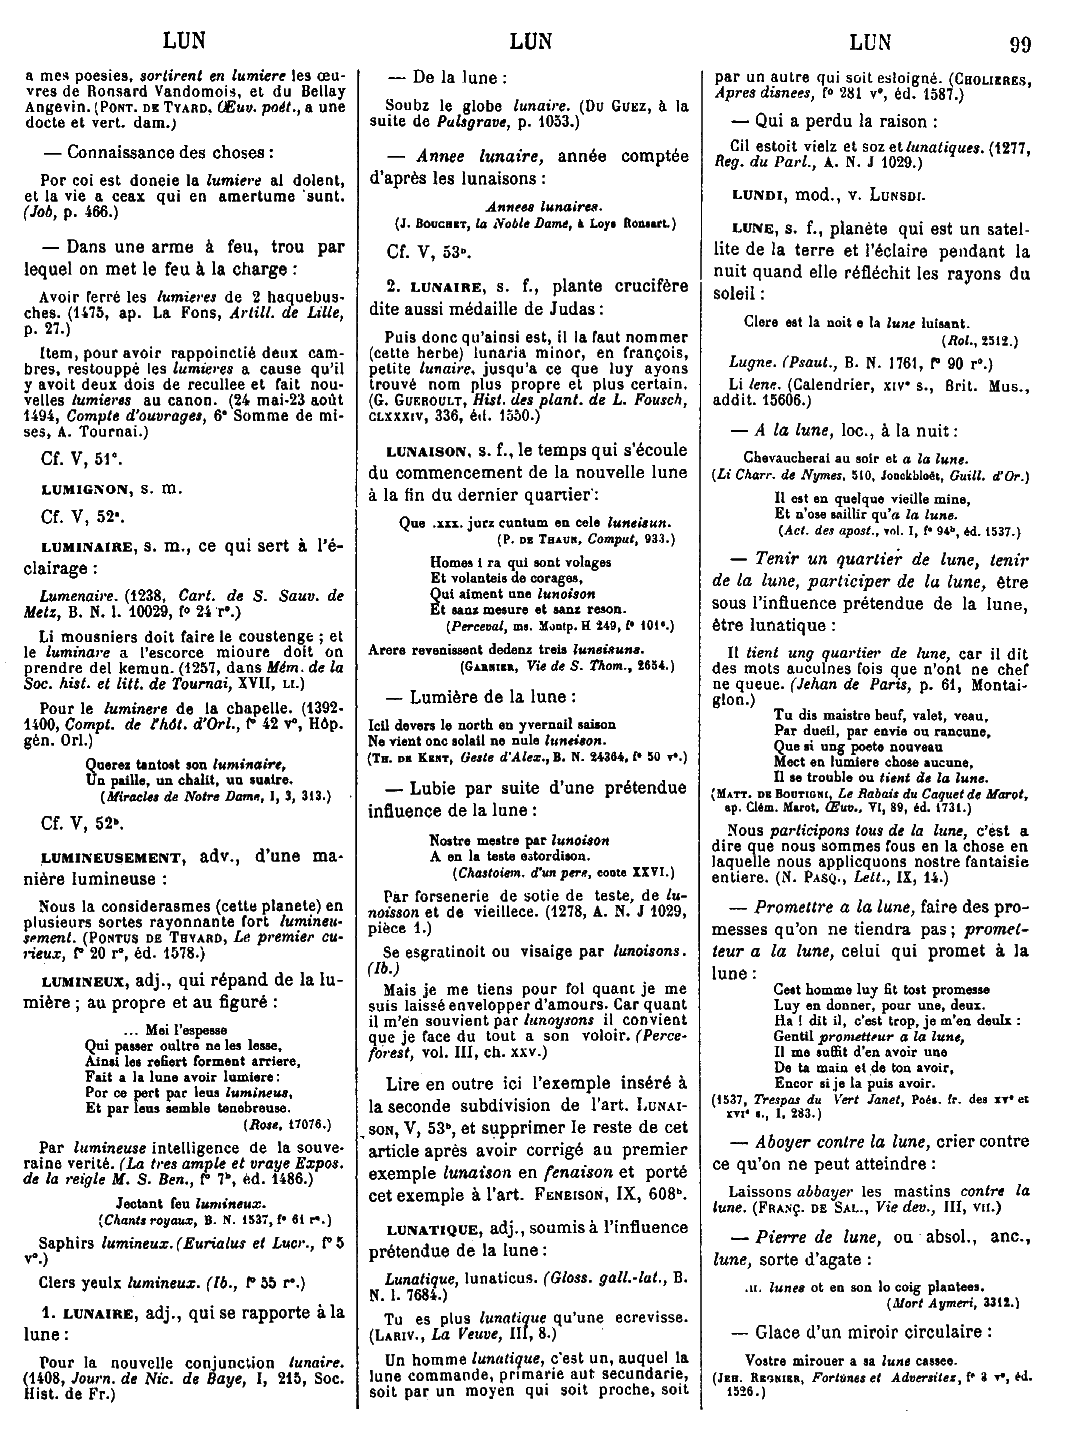 LUN
LUN
LUN
99
a mes poesies, sortirent en lumiere les œu-
vres de Ronsard Vandomois, et du Bellay
Angevin. (PONT. DE TYARD, Œuv. poét., a une
docte et vert. dam.)
— Connaissance des choses :
Por coi est doneie la lumiere al dolent,
et la vie a ceax qui en amertume sunt.
(Job, p. 466.)
— Dans une arme à feu, trou par
lequel on met le feu à la charge :
Avoir ferré les lumieres de 2 haquebus-
ches. (1475, ap. La Fons, Artill. de Lille,
p. 27.)
Item, pour avoir rappoinctié deux cam-
bres, restouppé les lumieres a cause qu'il
y avoit deux dois de recullee et fait nou-
velles lumieres au canon. (24 mai-23 août
1494, Compte d'ouvrages, 6e Somme de mi-
ses, A. Tournai.)
Cf. V, 51c.
LUMIGNON, s. m.
Cf. V, 52a.
LUMINAIRE, s. m., ce qui sert à l'é-
clairage :
Lumenaire. (1238, Cart. de S. Sauv. de
Metz, B. N. l. 10029, fo 24 ro.)
Li mousniers doit faire le coustenge ; et
le luminare a l'escorce mioure doit on
prendre del kemun. (1257, dans Mém. de la
Soc. hist. et litt. de Tournai, XVII, LI.)
Pour le luminere de la chapelle. (1392-
1400, Compt. de l'hôt. d'Orl., fo 42 vo, Hôp.
gén. Orl.)
Querez tantost son luminaire,
Un paille, un chalit, un suaire.
(Miracles de Notre Dame, I, 3, 313.)
Cf. V, 52b.
LUMINEUSEMENT, adv., d'une ma-
nière lumineuse :
Nous la considerasmes (cette planete) en
plusieurs sortes rayonnante fort lumineu-
sement. (PONTUS DE THYARD, Le premier cu-
rieux, fo 20 ro, éd. 1578.)
LUMINEUX, adj., qui répand de la lu-
mière ; au propre et au figuré :
... Mei l'espesse
Qui passer oultre ne les lesse,
Ainsi les refiert forment arriere,
Fait a la lune avoir lumiere :
Por ce pert par leus lumineus,
Et par leus semble tenebreuse.
(Rose, 17076.)
Par lumineuse intelligence de la souve-
raine verité. (La tres ample et vraye Expos.
de la reigle M. S. Ben., fo 7b, éd. 1486.)
Jectant feu lumineux.
(Chants royaux, B. N. 1537, fo 61 ro.)
Saphirs lumineux. (Eurialus et Lucr., fo 5
vo.)
Clers yeulx lumineux. (Ib., fo 55 ro.)
1. LUNAIRE, adj., qui se rapporte à la
lune :
Pour la nouvelle conjunction lunaire.
(1408, Journ. de Nic. de Baye, I, 215, Soc.
Hist. de Fr.)
— De la lune :
Soubz le globe lunaire. (DU GUEZ, à la
suite de Palsgrave, p. 1053.)
— Annee lunaire, année comptée
d'après les lunaisons :
Annees lunaires.
(J. BOUCHET, la Noble Dame, à Loys Ronsart.)
Cf. V, 53b.
2. LUNAIRE, s. f., plante crucifère
dite aussi médaille de Judas :
Puis donc qu'ainsi est, il la faut nommer
(cette herbe) lunaria minor, en françois,
petite lunaire, jusqu'a ce que luy ayons
trouvé nom plus propre et plus certain.
(G. GUEROULT, Hist. des plant. de L. Fousch,
CLXXXIV, 336, éd. 1550.)
LUNAISON, s. f., le temps qui s'écoule
du commencement de la nouvelle lune
à la fin du dernier quartier :
Que .XXX. jurz cuntum en cele luneisun.
(P. DE THAUN, Comput, 933.)
Homes i ra qui sont volages
Et volanteis de corages,
Qui aiment une lunoison
Et sanz mesure et sanz reson.
(Perceval, ms. Montp. H 249, fo 101e.)
Arere revenissent dedenz treis luneisuns.
(GARNIER, Vie de S. Thom., 2654.)
— Lumière de la lune :
Icil devers le north en yvernail saison
Ne vient onc solail ne nule luneison.
(TH. DE KENT, Geste d'Alex., B. N. 24364, fo 50 vo.)
— Lubie par suite d'une prétendue
influence de la lune :
Nostre mestre par lunoison
A en la teste estordison.
(Chastoiem. d'un pere, conte XXVI.)
Par forsenerie de sotie de teste, de lu-
noisson et de vieillece. (1278, A. N. J 1029,
pièce 1.)
Se esgratinoit ou visaige par lunoisons.
(Ib.)
Mais je me tiens pour fol quant je me
suis laissé envelopper d'amours. Car quant
il m'en souvient par lunoysons il convient
que je face du tout a son voloir. (Perce-
forest, vol. III, ch. XXV.)
Lire en outre ici l'exemple inséré à
la seconde subdivision de l'art. LUNAI-
SON, V, 53b, et supprimer le reste de cet
article après avoir corrigé au premier
exemple lunaison en fenaison et porté
cet exemple à l'art. FENEISON, IX, 608b.
LUNATIQUE, adj., soumis à l'influence
prétendue de la lune :
Lunatique, lunaticus. (Gloss. gall.-lat., B.
N. l. 7684.)
Tu es plus lunatique qu'une ecrevisse.
(LARIV., La Veuve, III, 8.)
Un homme lunatique, c'est un, auquel la
lune commande, primarie aut secundarie,
soit par un moyen qui soit proche, soit
par un autre qui soit esloigné. (CHOLIERES,
Apres disnees, fo 281 vo, éd. 1587.)
— Qui a perdu la raison :
Cil estoit vielz et soz et lunatiques. (1277,
Reg. du Parl., A. N. J 1029.)
LUNDI, mod., v. LUNSDI.
LUNE, s. f., planète qui est un satel-
lite de la terre et l'éclaire pendant la
nuit quand elle réfléchit les rayons du
soleil :
Clere est la noit e la lune luisant.
(Rol., 2512.)
Lugne. (Psaut., B. N. 1761, fo 90 ro.)
Li lene. (Calendrier, XIVe s., Brit. Mus.,
addit. 15606.)
— A la lune, loc., à la nuit :
Chevaucherai au soir et a la lune.
(Li Charr. de Nymes, 510, Jonckbloët, Guill. d'Or.)
Il est en quelque vieille mine,
Et n'ose saillir qu'a la lune.
(Act. des apost., vol. I, fo 94b, éd. 1537.)
— Tenir un quartier de lune, tenir
de la lune, participer de la lune, être
sous l'influence prétendue de la lune,
être lunatique :
Il tient ung quartier de lune, car il dit
des mots aucuines fois que n'ont ne chef
ne queue. (Jehan de Paris, p. 61, Montai-
glon.)
Tu dis maistre beuf, valet, veau,
Par dueil, par envie ou rancune,
Que si ung poete nouveau
Mect en lumiere chose aucune,
Il se trouble ou tient de la lune.
(MATT. DE BOUTIGNI, Le Rabais du Caquet de Marot,
ap. Clém. Marot, Œuv., VI, 89, éd. 1731.)
Nous participons tous de la lune, c'est a
dire que nous sommes fous en la chose en
laquelle nous applicquons nostre fantaisie
entiere. (N. PASQ., Lett., IX, 14.)
— Promettre a la lune, faire des pro-
messes qu'on ne tiendra pas ; promet-
teur a la lune, celui qui promet à la
lune :
Cest homme luy fit tost promesse
Luy en donner, pour une, deux.
Ha ! dit il, c'est trop, je m'en deulx :
Gentil prometteur a la lune,
Il me suffit d'en avoir une
De ta main et de ton avoir,
Encor si je la puis avoir.
(1537, Trespas du Vert Janet, Poés. fr. des XVe et
XVIe s., I, 283.)
— Aboyer contre la lune, crier contre
ce qu'on ne peut atteindre :
Laissons abbayer les mastins contre la
lune. (FRANÇ. DE SAL., Vie dev., III, VII.)
— Pierre de lune, ou absol., anc.,
lune, sorte d'agate :
.II. lunes ot en son lo coig plantees.
(Mort Aymeri, 3312.)
— Glace d'un miroir circulaire :
Vostre mirouer a sa lune cassee.
(JEH. REGNIER, Fortunes et Adversitez, fo 3 vo, éd.
1526.)